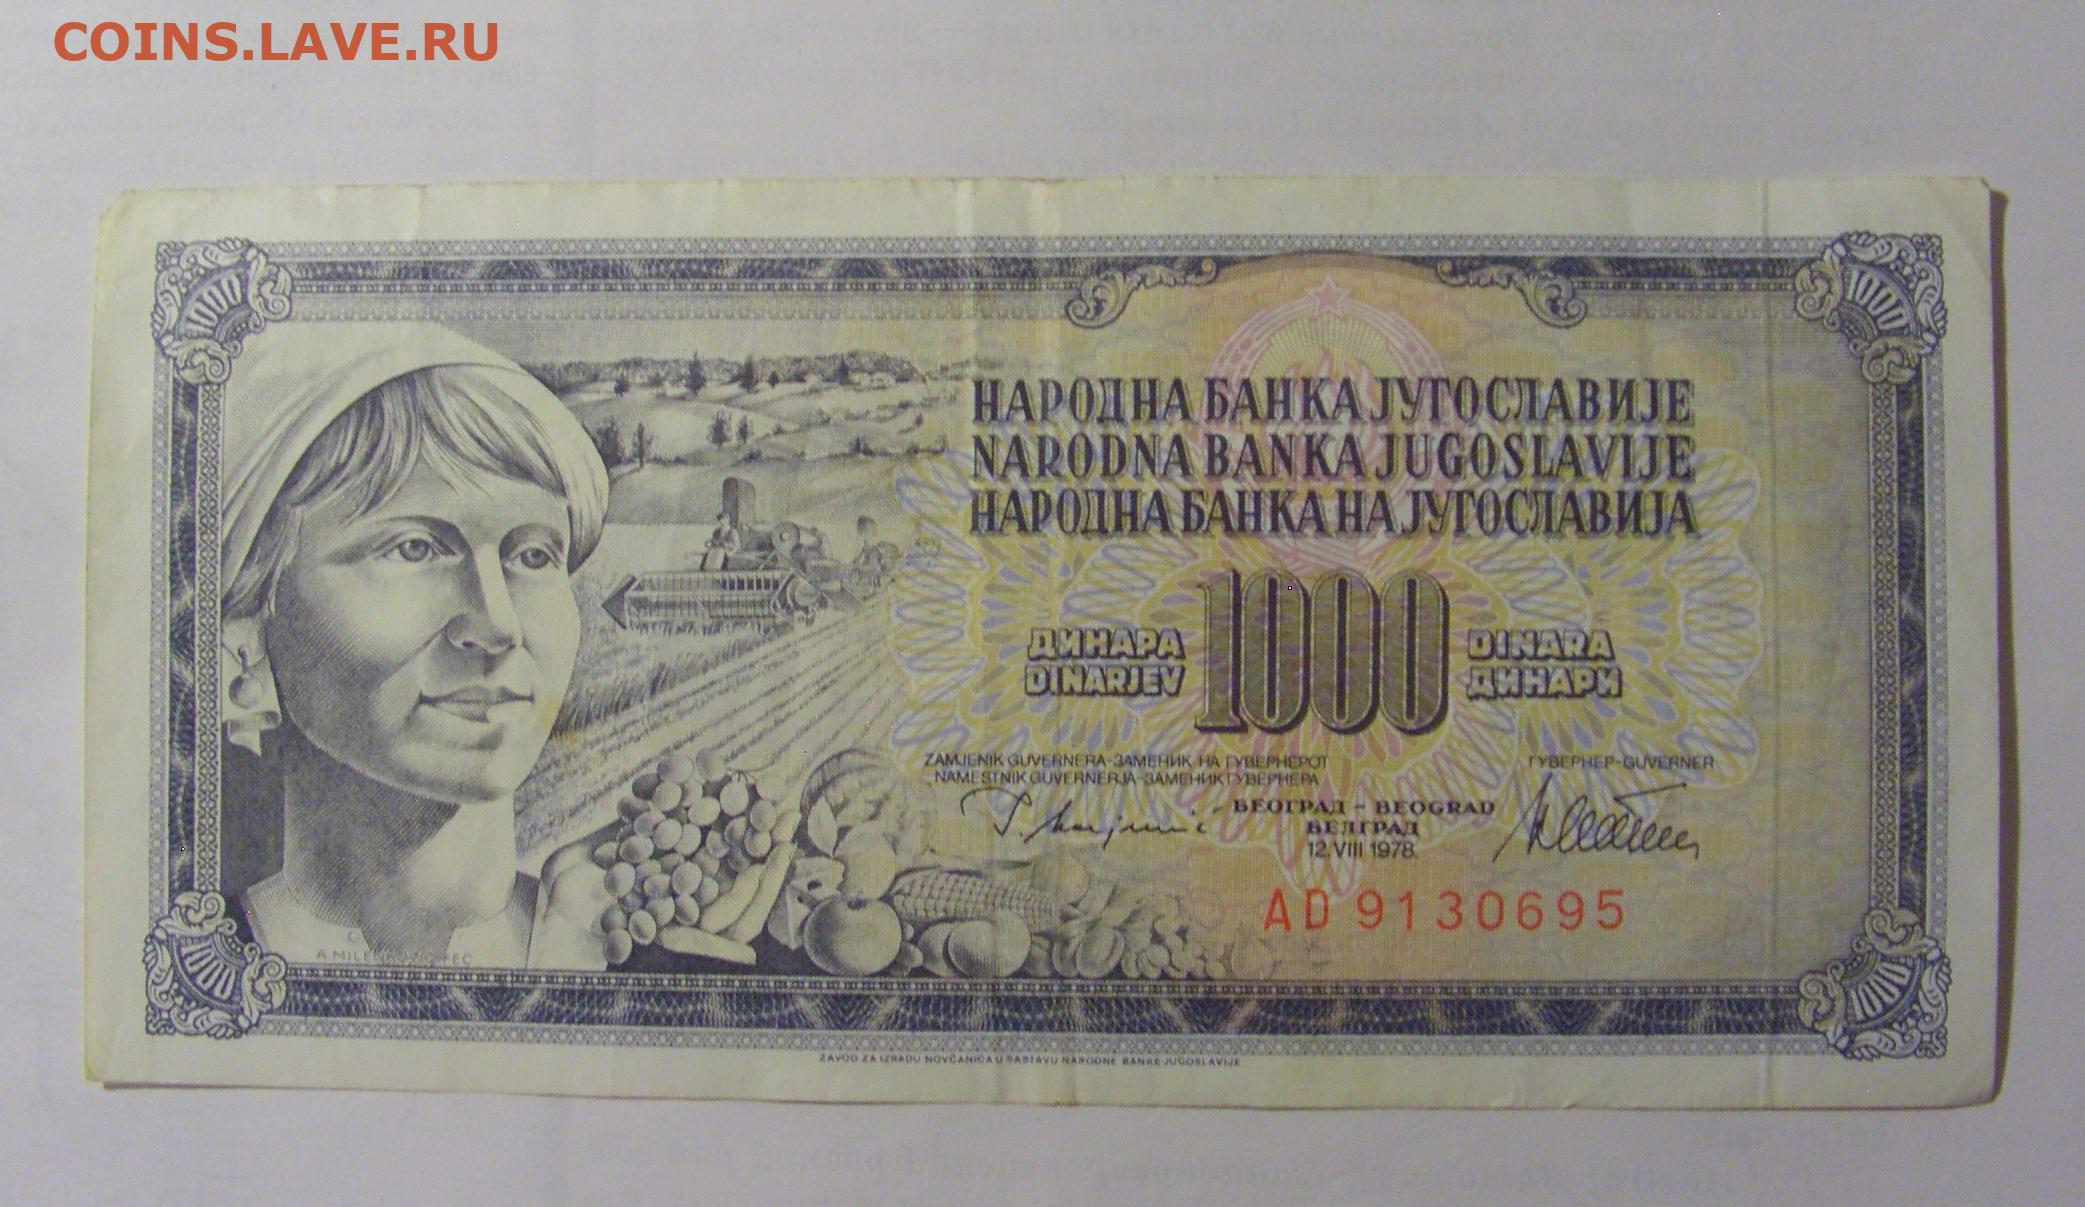 COINS.LAVE.RU
1000
1000
НАРОДНА БАНКА ЈУГОСЛАВИЈЕ
NARODNA BANKA JUGOSLAVIJE
НАРОДНА БАНКА НА ЈУГОСЛАВИЈА
ДИНАРА 1000 DINARA
DINARJEV ДИНАРИ
ZAMJENIK GUVERNERA-ЗАМЕНИК НА ГУВЕРНЕРОТ ГУВЕРНЕР-GUVERNER
NAMESTNIK GUVERNERJA-ЗАМЕНИК ГУВЕРНЕРА
БЕОГРАД - BEOGRAD
БЕЛГРАД
12.VIII 1978.
AD 9130695
ZAVOD ZA IZRADU NOVČANICA U SASTAVU NARODNE BANKE JUGOSLAVIJE